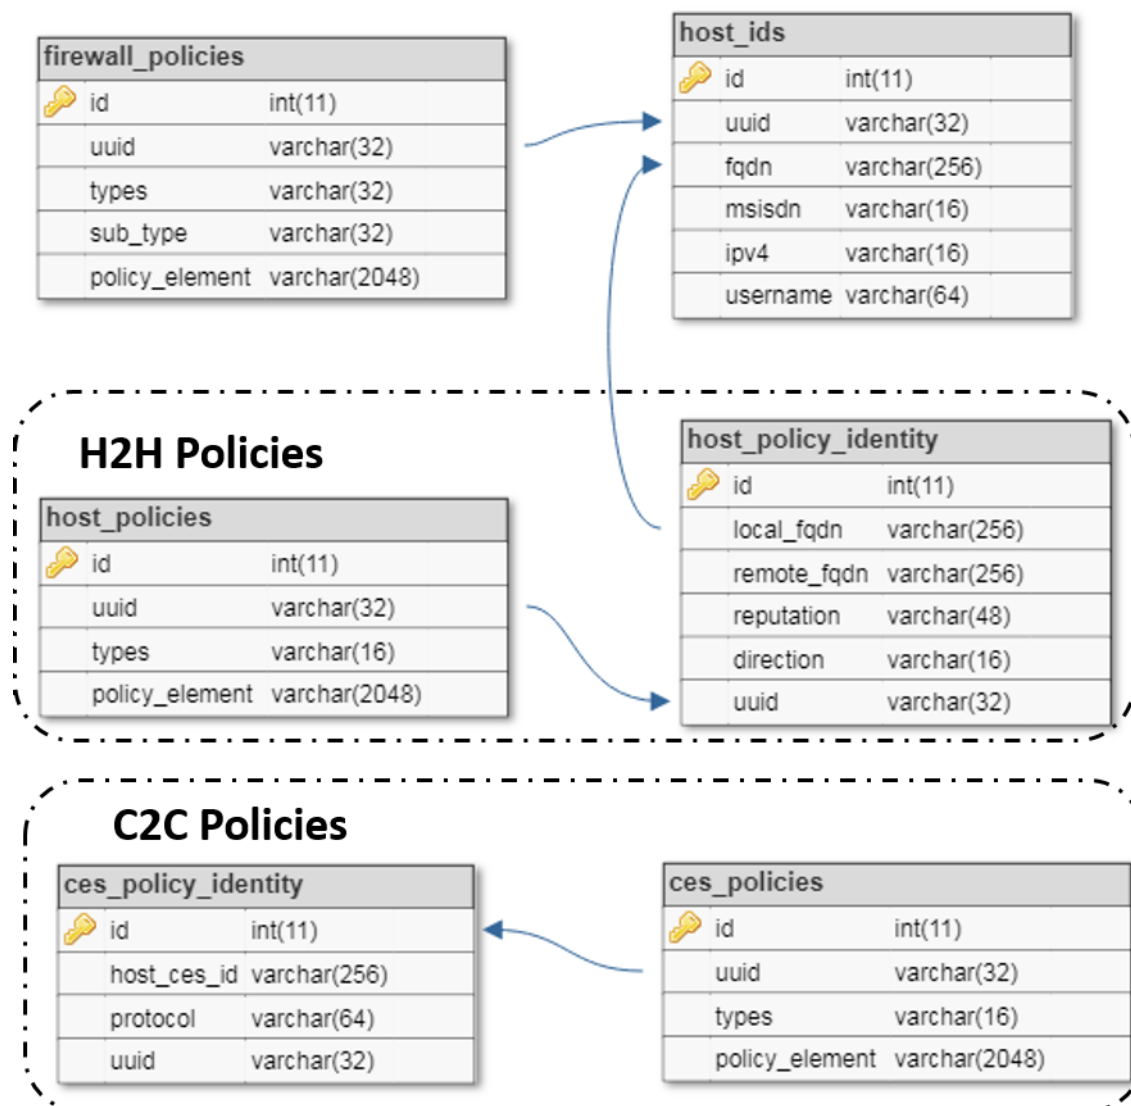 firewall_policies
id int(11)
uuid varchar(32)
types varchar(32)
sub_type varchar(32)
policy_element varchar(2048)
host_ids
id int(11)
uuid varchar(32)
fqdn varchar(256)
msisdn varchar(16)
ipv4 varchar(16)
username varchar(64)
H2H Policies
host_policies
id int(11)
uuid varchar(32)
types varchar(16)
policy_element varchar(2048)
host_policy_identity
id int(11)
local_fqdn varchar(256)
remote_fqdn varchar(256)
reputation varchar(48)
direction varchar(16)
uuid varchar(32)
C2C Policies
ces_policy_identity
id int(11)
host_ces_id varchar(256)
protocol varchar(64)
uuid varchar(32)
ces_policies
id int(11)
uuid varchar(32)
types varchar(16)
policy_element varchar(2048)